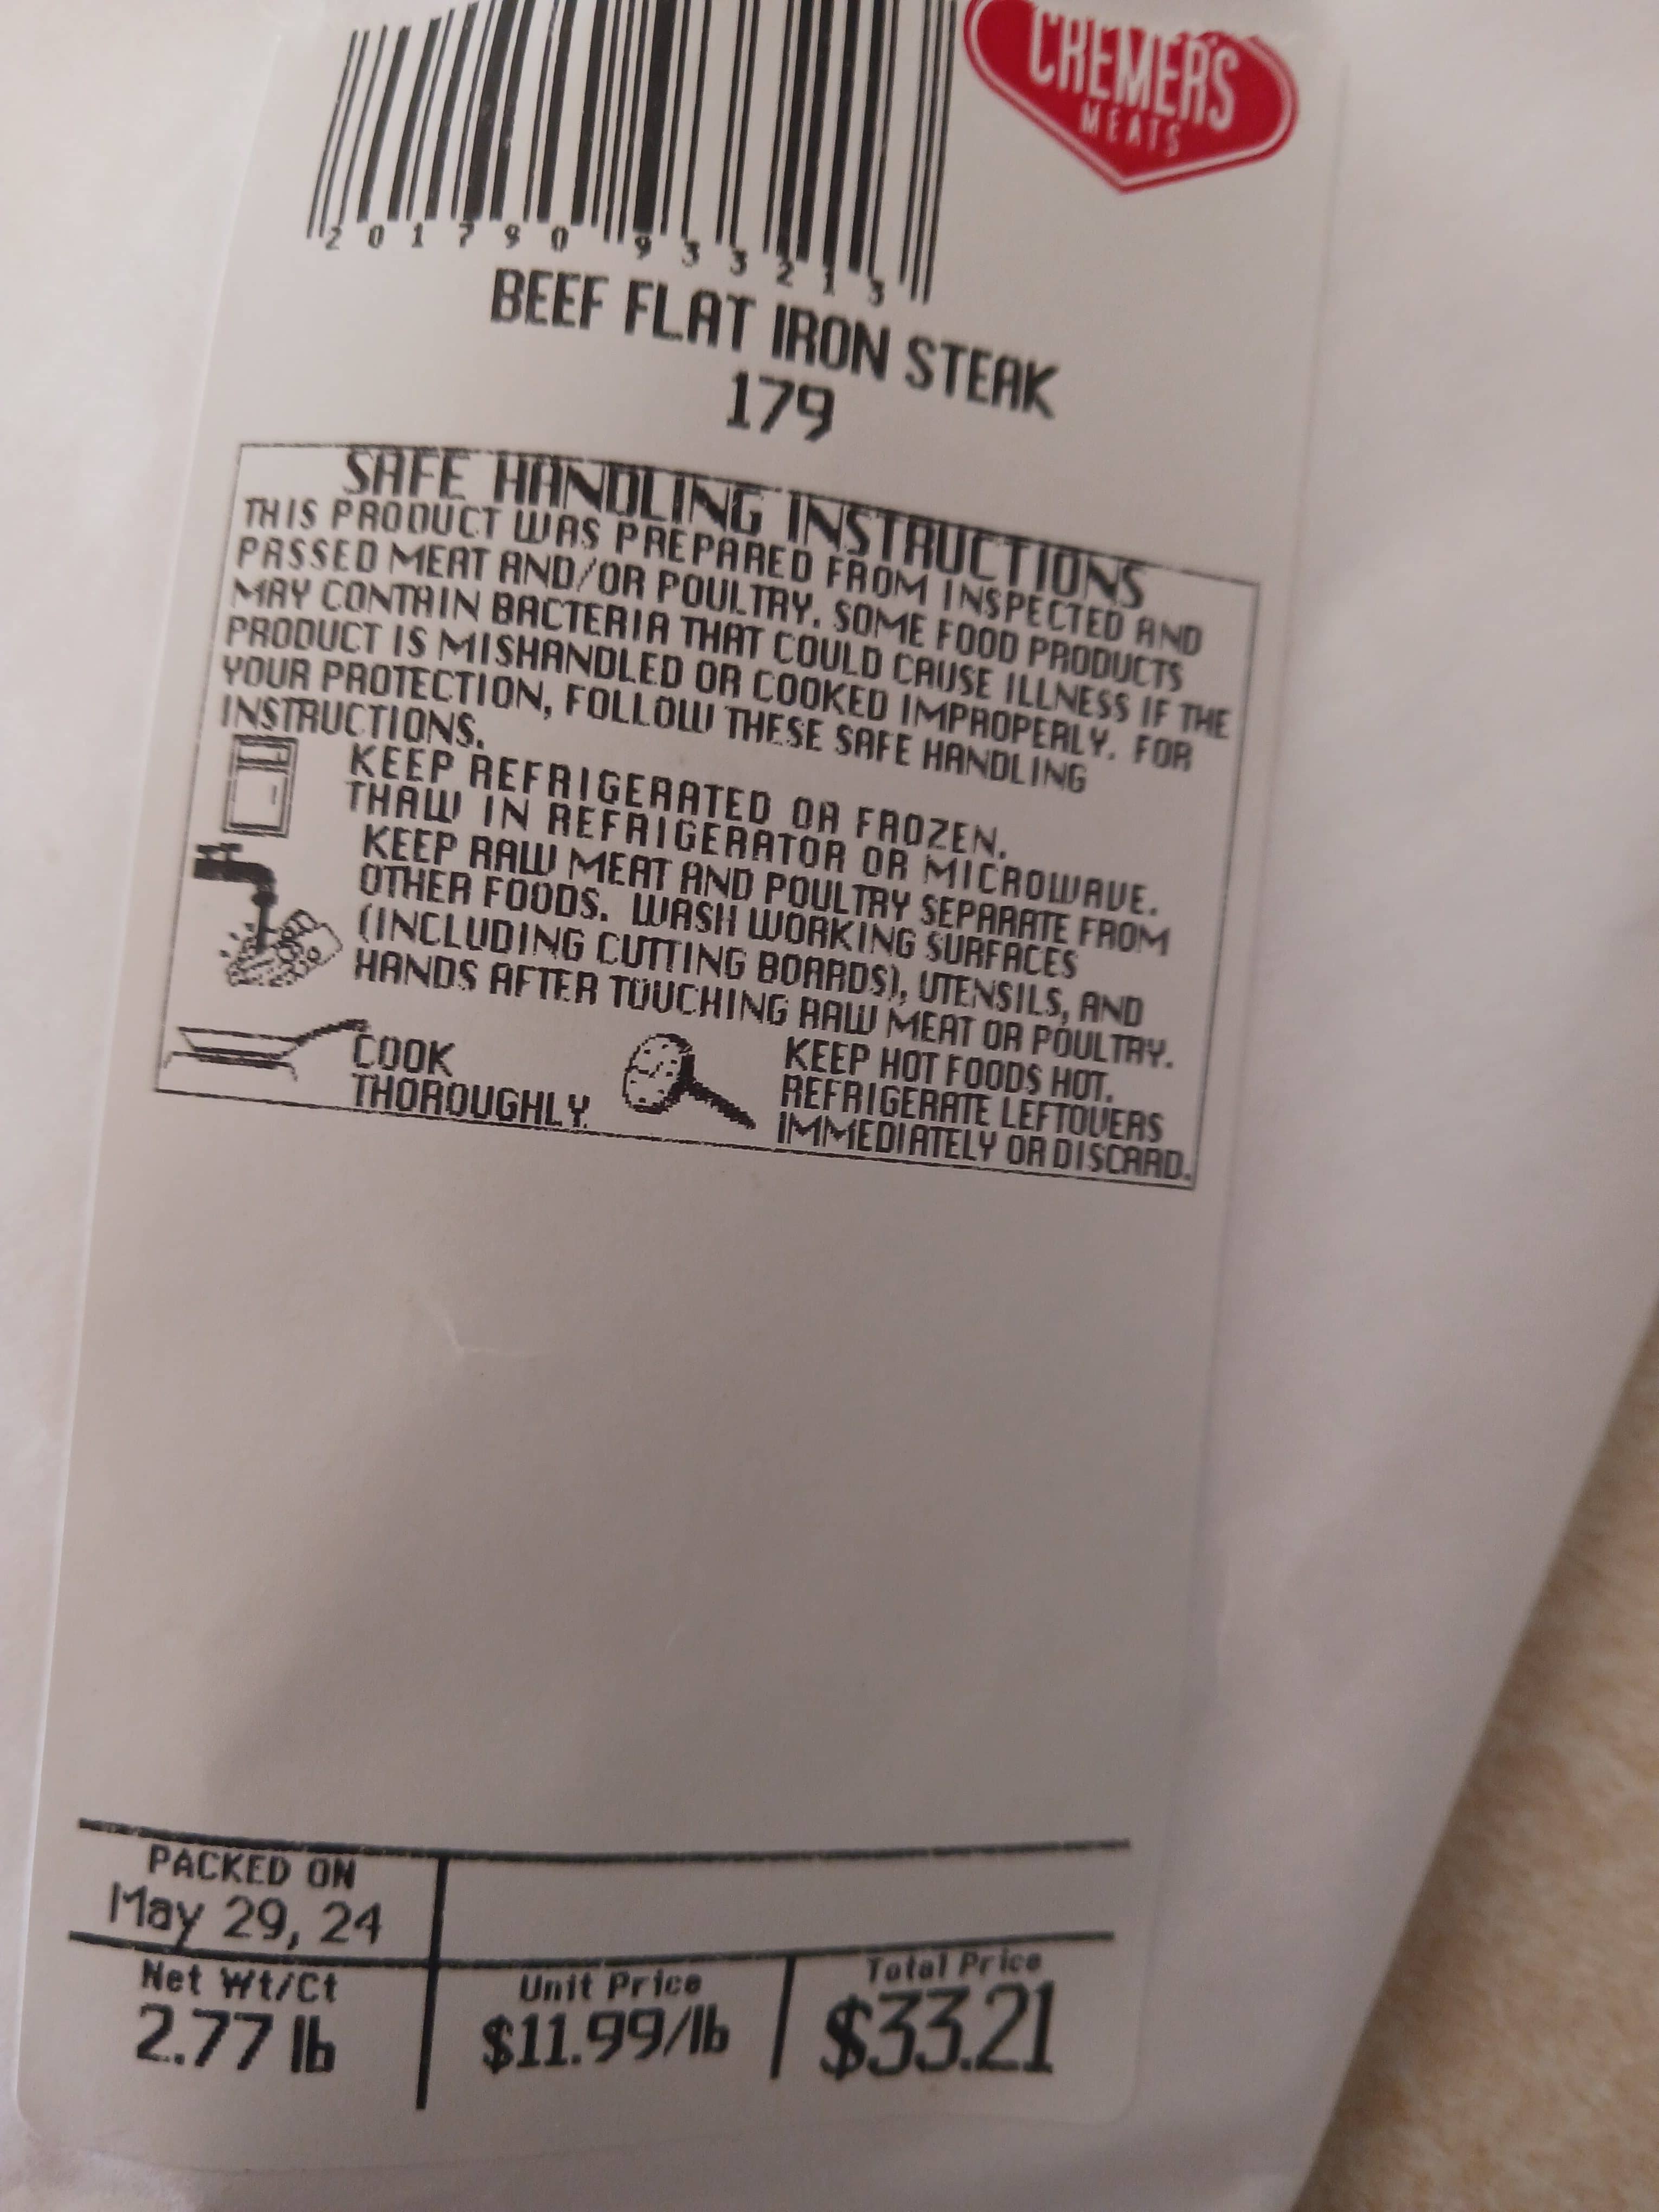 CREMERS
MEATS
2 01790 93321 3
BEEF FLAT IRON STEAK
179
SAFE HANDLING INSTRUCTIONS
THIS PRODUCT WAS PREPARED FROM INSPECTED AND
PASSED MEAT AND/OR POULTRY. SOME FOOD PRODUCTS
MAY CONTAIN BACTERIA THAT COULD CAUSE ILLNESS IF THE
PRODUCT IS MISHANDLED OR COOKED IMPROPERLY. FOR
YOUR PROTECTION, FOLLOW THESE SAFE HANDLING
INSTRUCTIONS.
KEEP REFRIGERATED OR FROZEN.
THAW IN REFRIGERATOR OR MICROWAVE.
KEEP RAW MEAT AND POULTRY SEPARATE FROM
OTHER FOODS. WASH WORKING SURFACES
(INCLUDING CUTTING BOARDS), UTENSILS, AND
HANDS AFTER TOUCHING RAW MEAT OR POULTRY.
COOK
THOROUGHLY.
KEEP HOT FOODS HOT.
REFRIGERATE LEFTOVERS
IMMEDIATELY OR DISCARD.
PACKED ON
May 29, 24
Net Wt/Ct
2.77 lb
Unit Price
$11.99/lb
Total Price
$33.21